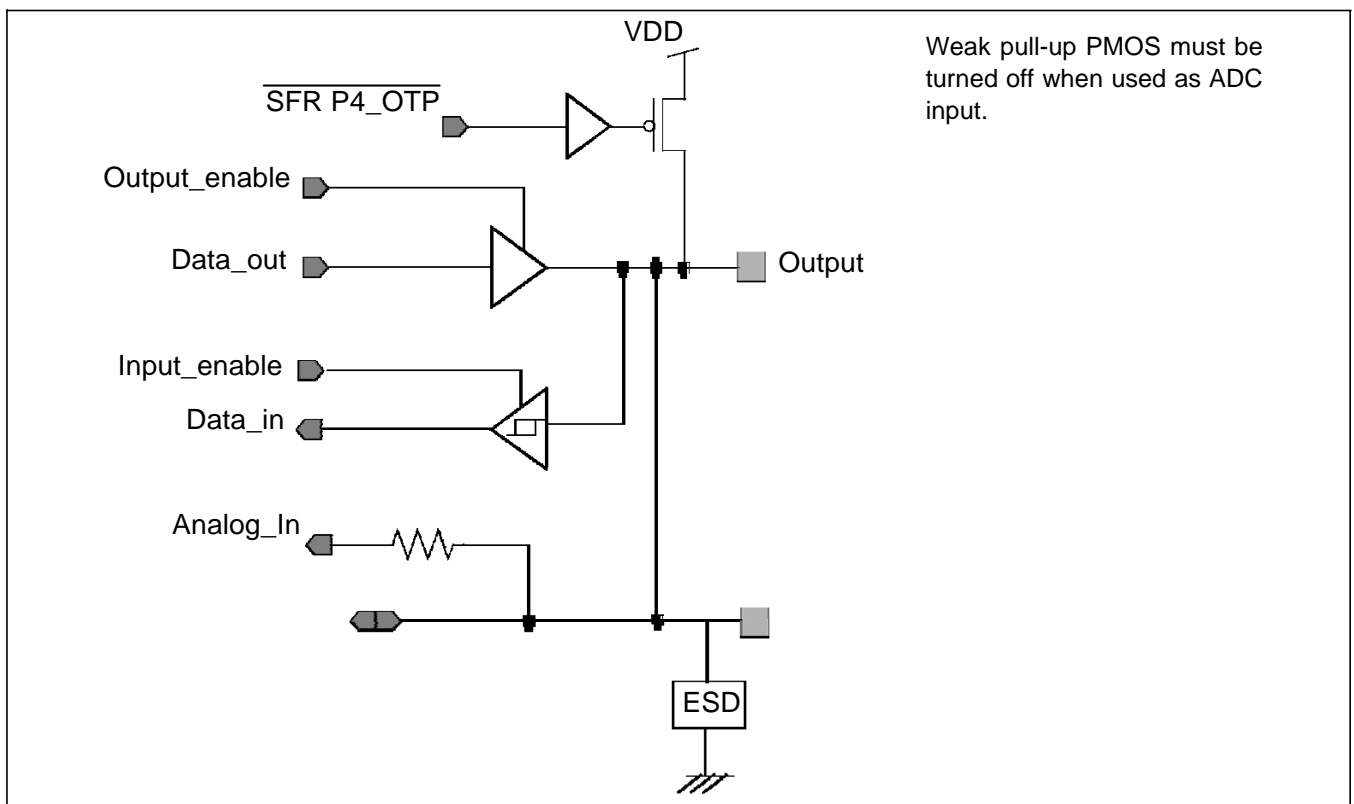 VDD
Weak pull-up PMOS must be
turned off when used as ADC
input.
SFR P4_OTP
Output_enable
Data_out
Output
Input_enable
Data_in
Analog_In
ESD